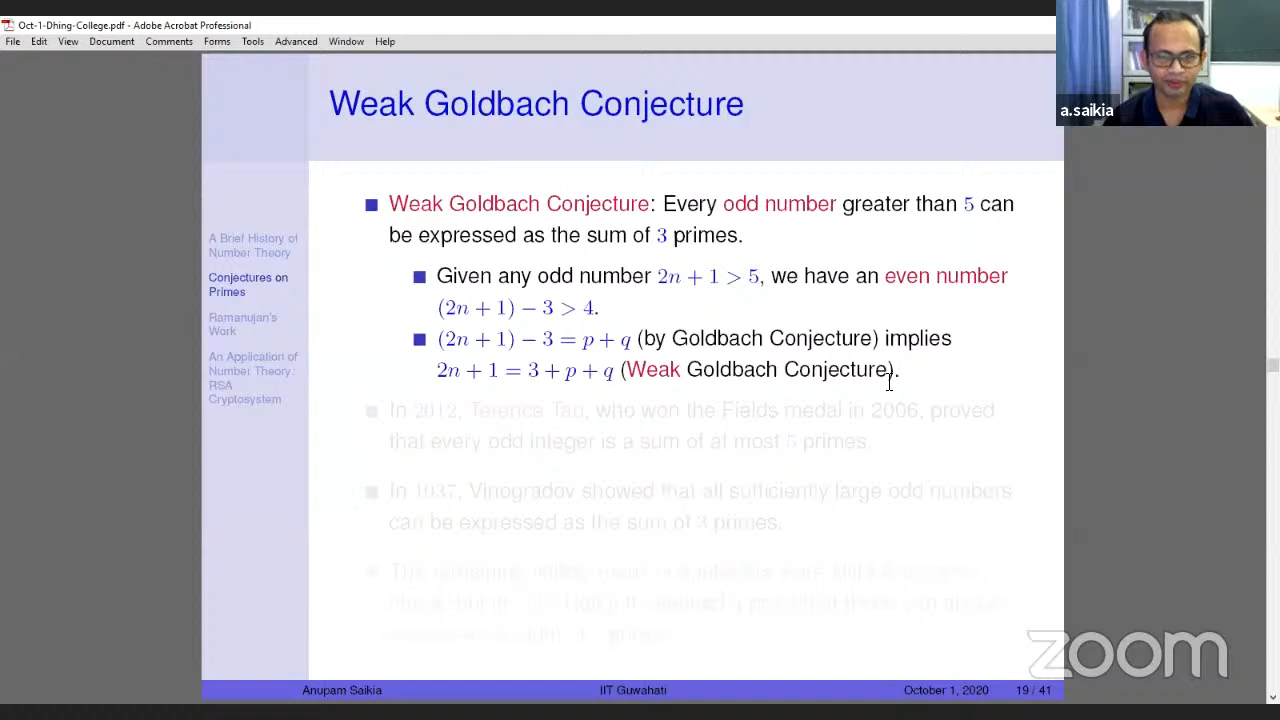 Oct-1-Dhing-College.pdf - Adobe Acrobat Professional
File Edit View Document Comments Forms Tools Advanced Window Help
a.saikia
Weak Goldbach Conjecture
A Brief History of
Number Theory
Conjectures on
Primes
Ramanujan's
Work
An Application of
Number Theory:
RSA
Cryptosystem
Weak Goldbach Conjecture: Every odd number greater than 5 can
be expressed as the sum of 3 primes.
Given any odd number 2n + 1 > 5, we have an even number
(2n + 1) − 3 > 4.
(2n + 1) − 3 = p + q (by Goldbach Conjecture) implies
2n + 1 = 3 + p + q (Weak Goldbach Conjecture).
In 2012, Terence Tao, who won the Fields medal in 2006, proved
that every odd integer is a sum of at most 5 primes.
In 1937, Vinogradov showed that all sufficiently large odd numbers
can be expressed as the sum of 3 primes.
zoom
Anupam Saikia IIT Guwahati October 1, 2020 19 / 41